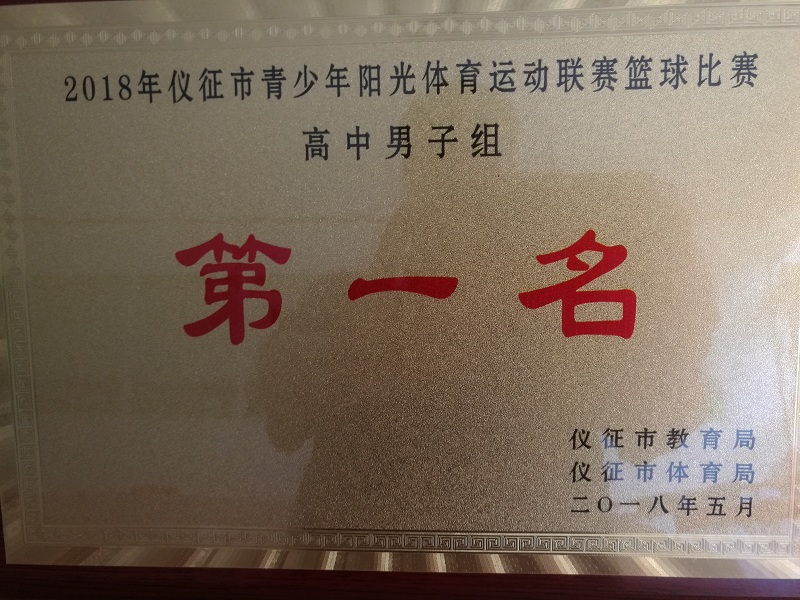 2018年仪征市青少年阳光体育运动联赛篮球比赛
高中男子组
第一名
仪征市教育局
仪征市体育局
二〇一八年五月